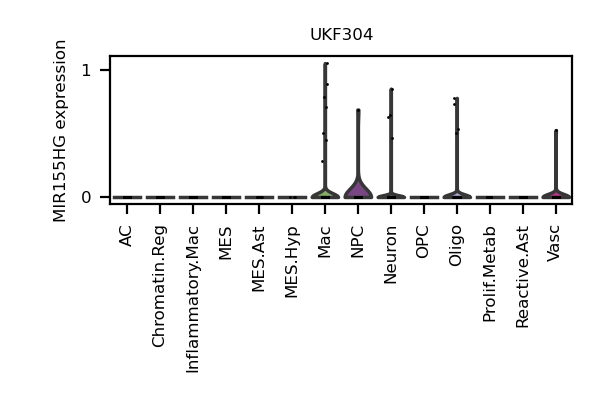 UKF304
MIR155HG expression
1
0
AC
Chromatin.Reg
Inflammatory.Mac
MES
MES.Ast
MES.Hyp
Mac
NPC
Neuron
OPC
Oligo
Prolif.Metab
Reactive.Ast
Vasc